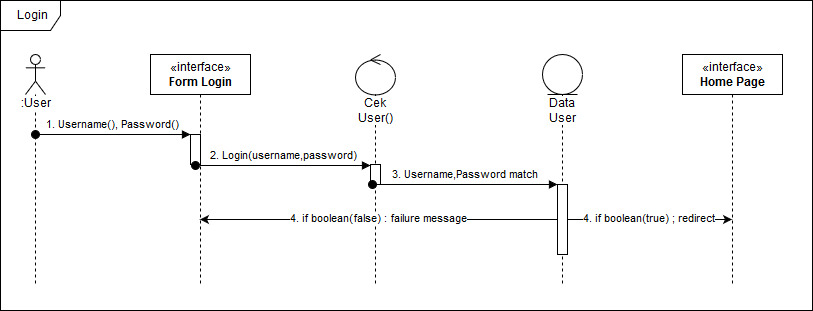 Login
«interface»
Form Login
«interface»
Home Page
:User
Cek
User()
Data
User
1. Username(), Password()
2. Login(username,password)
3. Username,Password match
4. if boolean(false) : failure message
4. if boolean(true) ; redirect